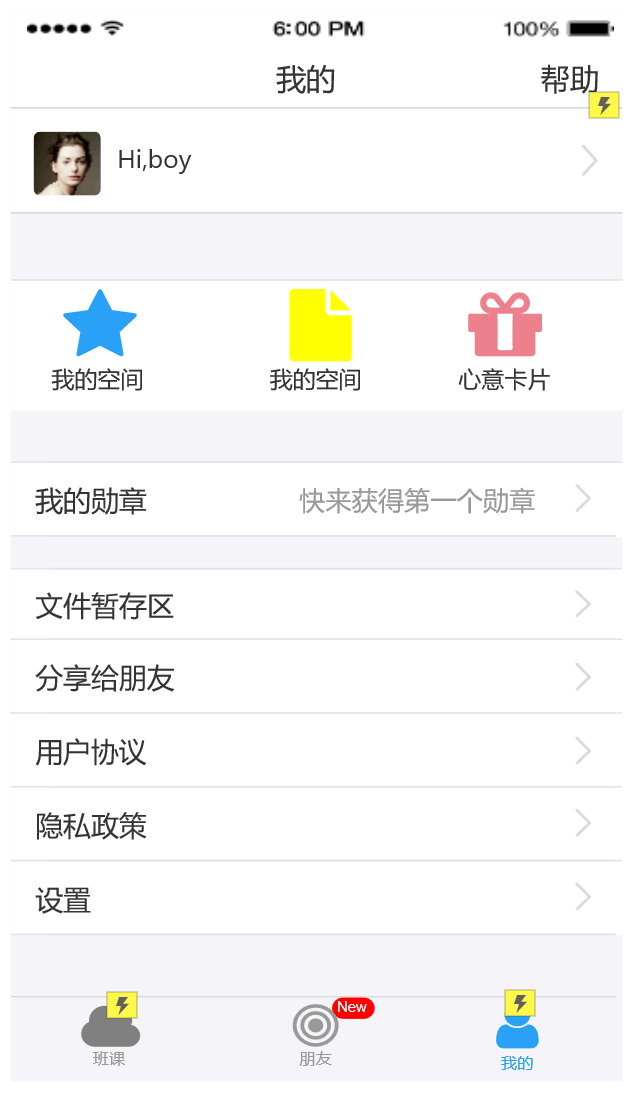 6:00 PM 100%
我的 帮助
Hi,boy
我的空间 我的空间 心意卡片
我的勋章 快来获得第一个勋章
文件暂存区
分享给朋友
用户协议
隐私政策
设置
New
班课 朋友 我的